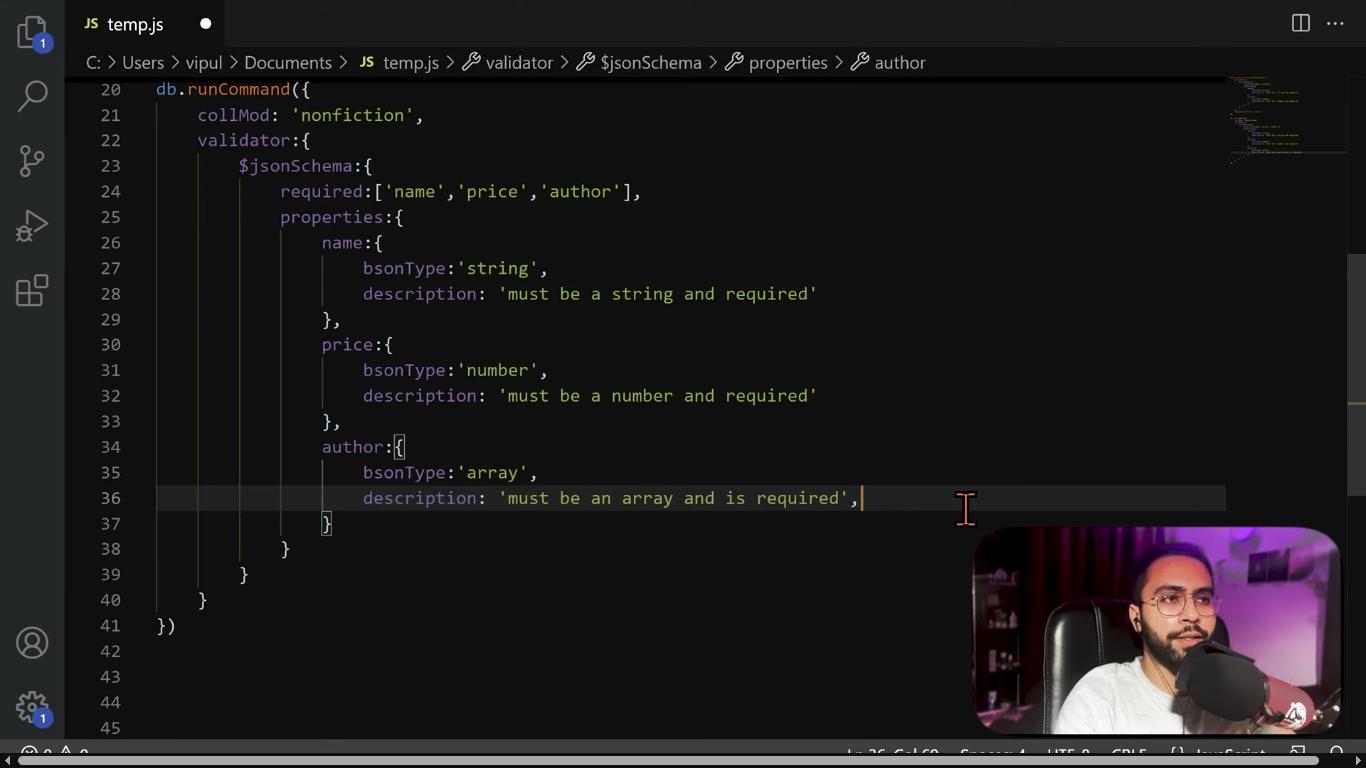 1
JS temp.js
C: > Users > vipul > Documents > JS temp.js > validator > $jsonSchema > properties > author
20 db.runCommand({
21 collMod: 'nonfiction',
22 validator:{
23 $jsonSchema:{
24 required:['name','price','author'],
25 properties:{
26 name:{
27 bsonType:'string',
28 description: 'must be a string and required'
29 },
30 price:{
31 bsonType:'number',
32 description: 'must be a number and required'
33 },
34 author:{
35 bsonType:'array',
36 description: 'must be an array and is required',
37 }
38 }
39 }
40 }
41 })
42
43
44
45
1